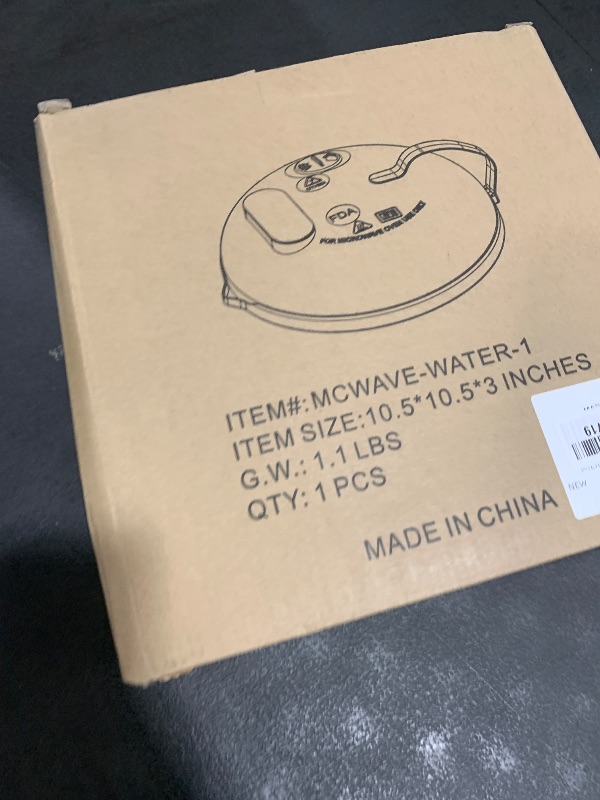 FDA
FOR MICROWAVE OVEN USE ONLY
ITEM#:MCWAVE-WATER-1
ITEM SIZE:10.5*10.5*3 INCHES
G.W.: 1.1 LBS
QTY: 1 PCS
MADE IN CHINA
NEW